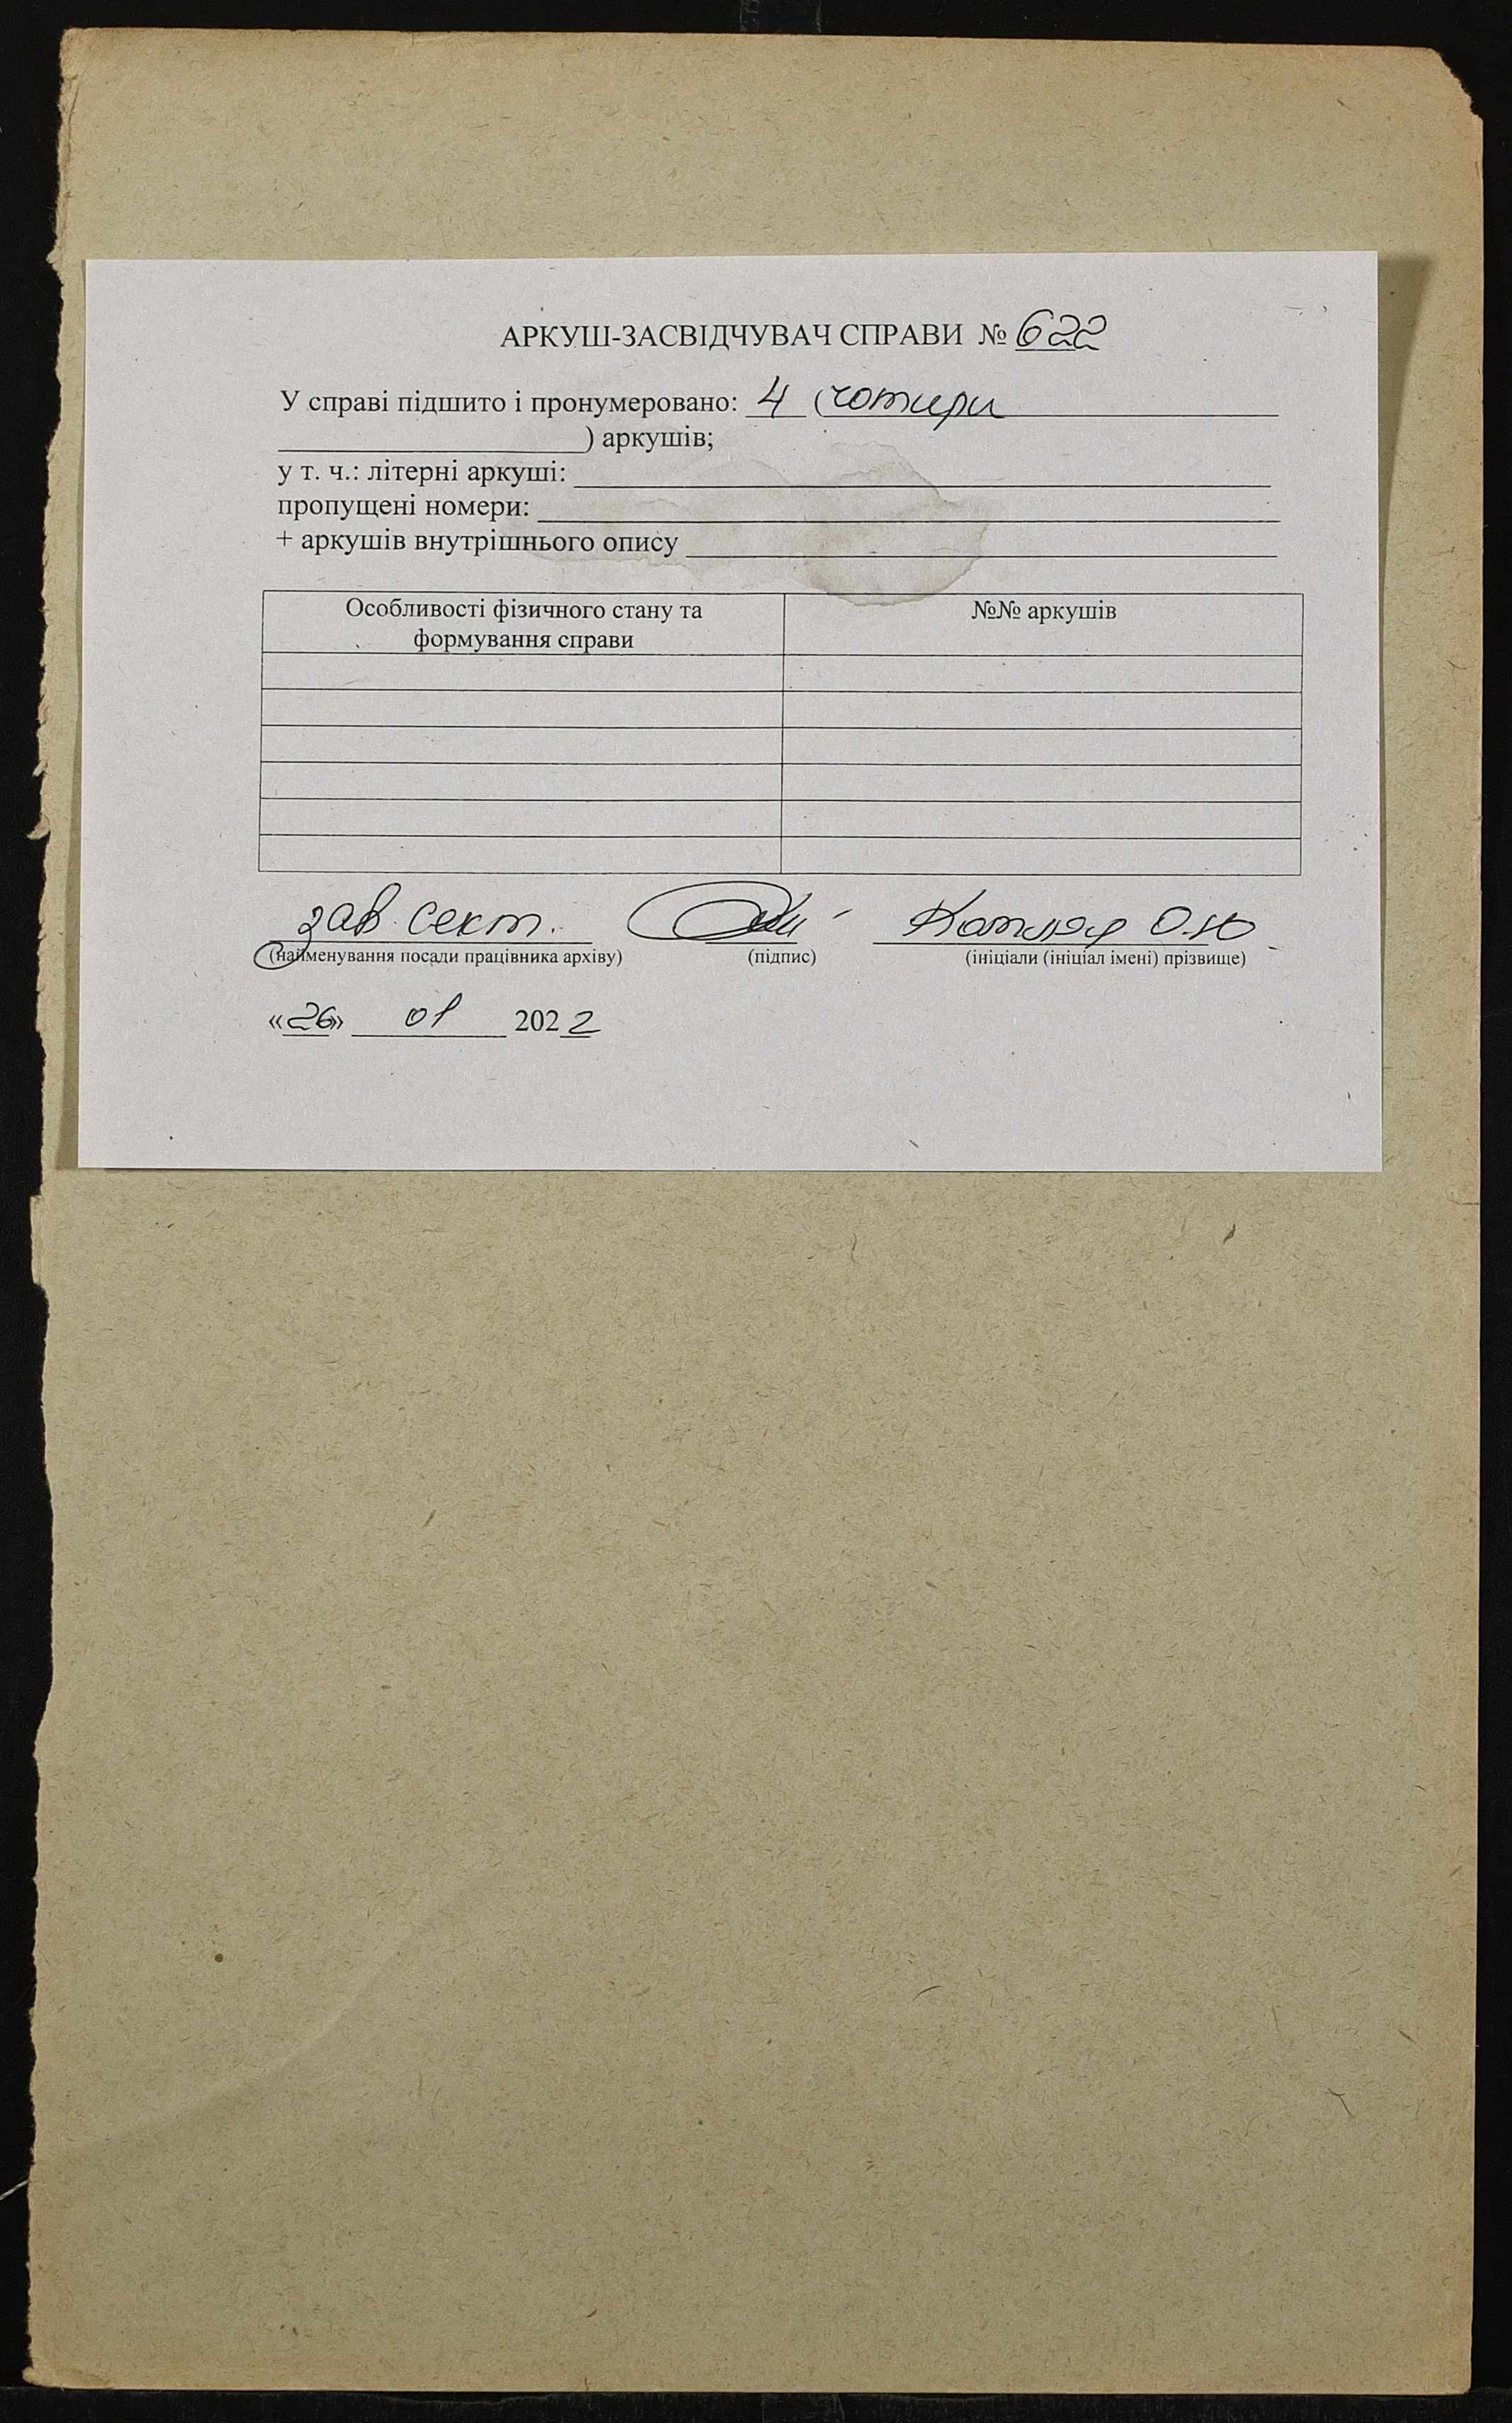 АРКУШ-ЗАСВІДЧУВАЧ СПРАВИ № 622
У справі підшито і пронумеровано: 4 (чотири
) аркушів;
у т. ч.: літерні аркуші:
пропущені номери:
+ аркушів внутрішнього опису
Особливості фізичного стану та формування справи
№№ аркушів
зав. сект. О.Ю
(найменування посади працівника архіву) (підпис) (ініціали (ініціал імені) прізвище)
«26» 01 2022